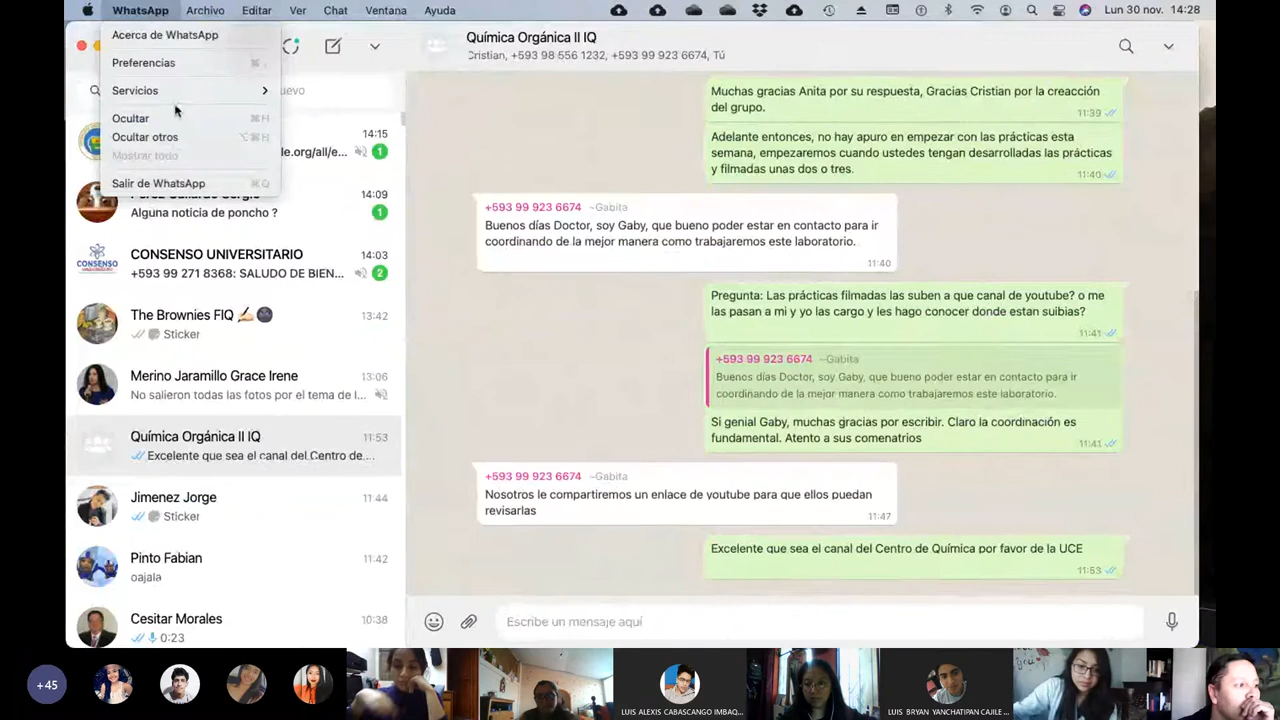 WhatsApp Archivo Editar Ver Chat Ventana Ayuda Lun 30 nov. 14:28
Acerca de WhatsApp
Preferencias ⌘ ,
Servicios
Ocultar ⌘H
Ocultar otros ⌥⌘H
Mostrar todo
Salir de WhatsApp ⌘Q
uevo
14:15
le.org/all/e... 1
14:09
Alguna noticia de poncho ? 1
CONSENSO UNIVERSITARIO 14:03
CONSENSO
+593 99 271 8368: SALUDO DE BIEN... 2
The Brownies FIQ 13:42
Sticker
Merino Jaramillo Grace Irene 13:06
No salieron todas las fotos por el tema de l...
Química Orgánica II IQ 11:53
Excelente que sea el canal del Centro de...
Jimenez Jorge 11:44
Sticker
Pinto Fabian 11:42
oajala
Cesitar Morales 10:38
0:23
Química Orgánica II IQ
Cristian, +593 98 556 1232, +593 99 923 6674, Tú
Muchas gracias Anita por su respuesta, Gracias Cristian por la creacción
del grupo.
11:39
Adelante entonces, no hay apuro en empezar con las prácticas esta
semana, empezaremos cuando ustedes tengan desarrolladas las prácticas
y filmadas unas dos o tres.
11:40
+593 99 923 6674 ~Gabita
Buenos días Doctor, soy Gaby, que bueno poder estar en contacto para ir
coordinando de la mejor manera como trabajaremos este laboratorio.
11:40
Pregunta: Las prácticas filmadas las suben a que canal de youtube? o me
las pasan a mi y yo las cargo y les hago conocer donde estan suibias?
11:41
+593 99 923 6674 ~Gabita
Buenos días Doctor, soy Gaby, que bueno poder estar en contacto para ir
coordinando de la mejor manera como trabajaremos este laboratorio.
Si genial Gaby, muchas gracias por escribir. Claro la coordinación es
fundamental. Atento a sus comenatrios
11:41
+593 99 923 6674 ~Gabita
Nosotros le compartiremos un enlace de youtube para que ellos puedan
revisarlas
11:47
Excelente que sea el canal del Centro de Química por favor de la UCE
11:53
Escribe un mensaje aquí
+45
LUIS ALEXIS CABASCANGO IMBAQ...
LUIS BRYAN YANCHATIPAN CAJILE...